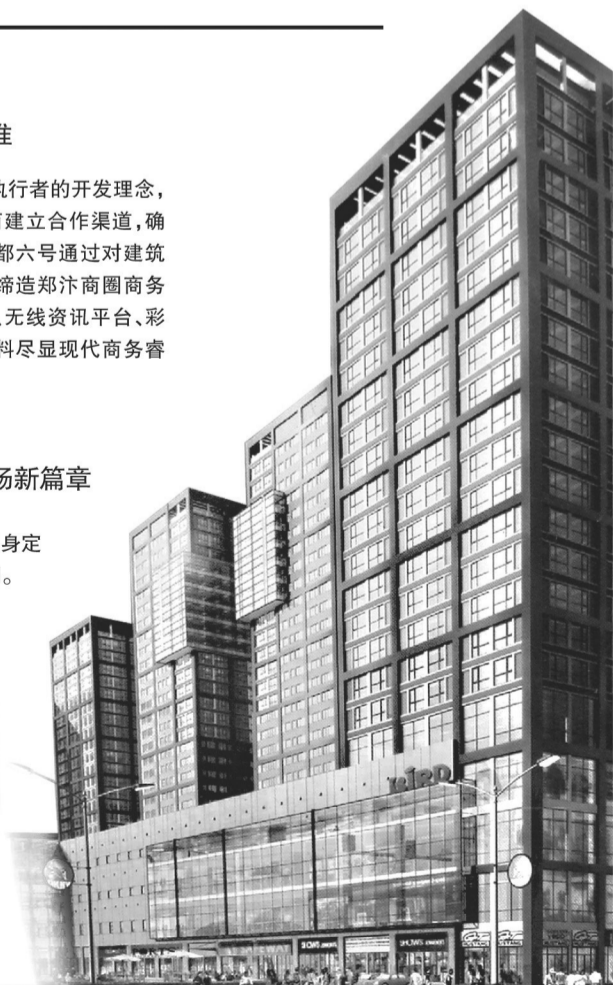 准
执行者的开发理念，
可建立合作渠道，确
都六号通过对建筑
缔造郑汴商圈商务
无线资讯平台、彩
料尽显现代商务睿
场新篇章
身定
。